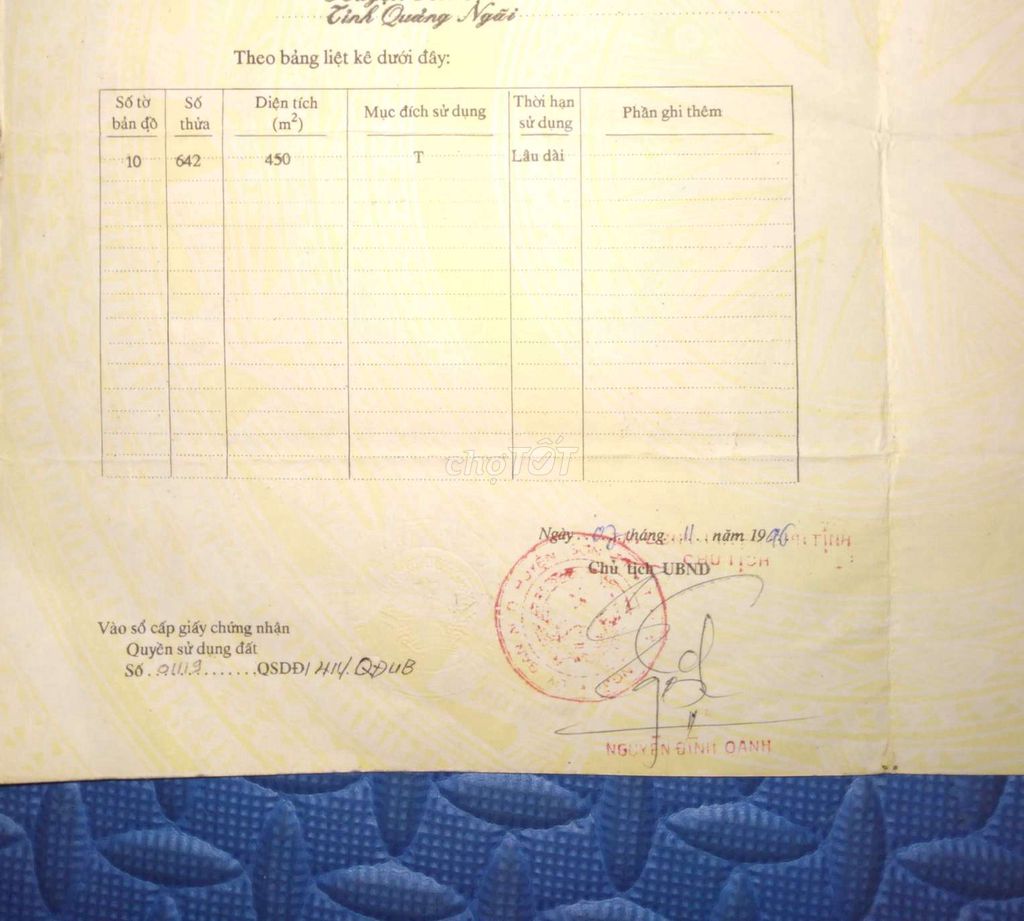 Tỉnh Quảng Ngãi
Theo bảng liệt kê dưới đây:
Số tờ bản đồ Số thửa Diện tích (m²) Mục đích sử dụng Thời hạn sử dụng Phần ghi thêm
10 642 450 T Lâu dài
chợTỐT
Ngày 07 tháng 11 năm 1996
CHỦ TỊCH
Chủ tịch UBND
Vào sổ cấp giấy chứng nhận
Quyền sử dụng đất
Số QSDĐ/ 414/QĐUB
NGUYỄN ĐÌNH OANH